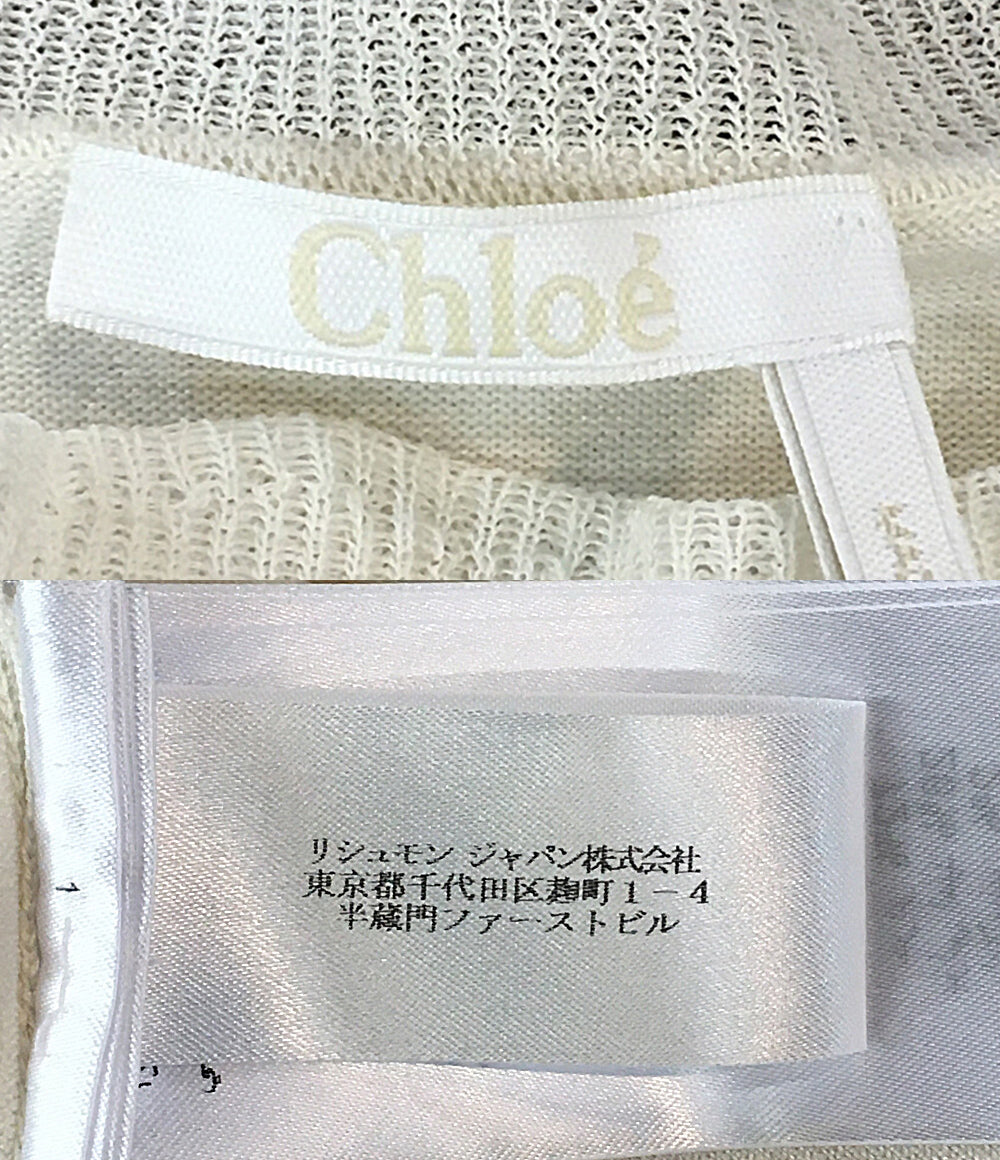 Chloé
リシュモン ジャパン株式会社
東京都千代田区麹町1-4
半蔵門ファーストビル